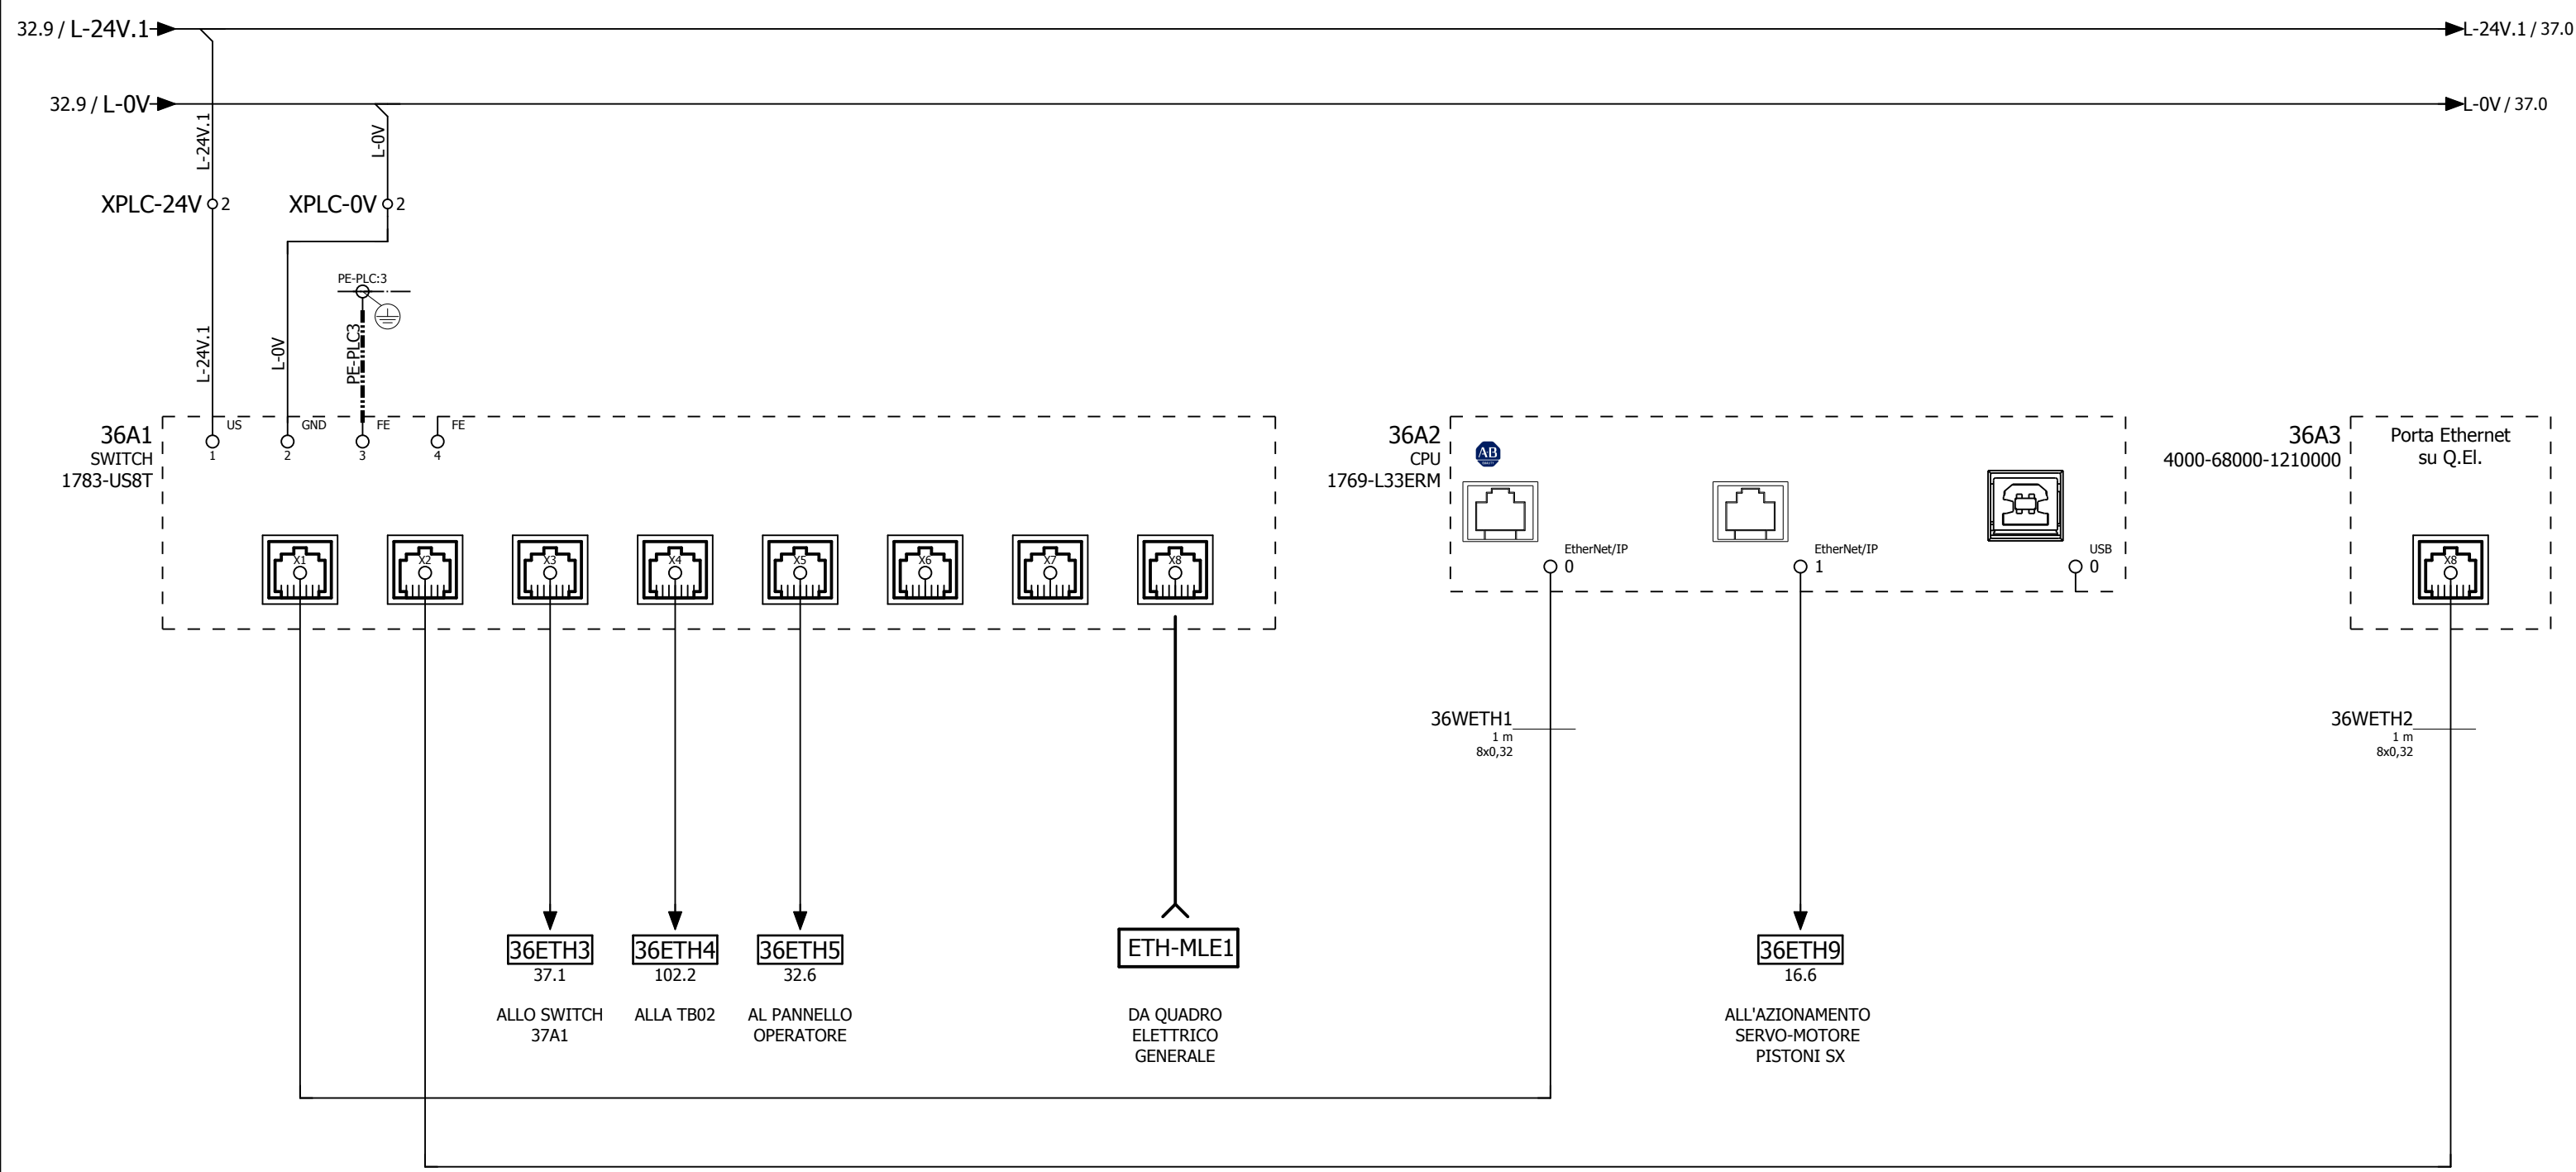 32.9 / L-24V.1
L-24V.1 / 37.0
32.9 / L-0V
L-0V / 37.0
L-24V.1
L-0V
XPLC-24V 2
XPLC-0V 2
PE-PLC:3
L-24V.1
L-0V
PE-PLC3
36A1
SWITCH
1783-US8T
US
1
GND
2
FE
3
FE
4
X1
X2
X3
X4
X5
X6
X7
X8
36A2
CPU
1769-L33ERM
AB
EtherNet/IP
0
EtherNet/IP
1
USB
0
36A3
4000-68000-1210000
Porta Ethernet
su Q.El.
X8
36WETH1
1 m
8x0,32
36WETH2
1 m
8x0,32
36ETH3
37.1
ALLO SWITCH
37A1
36ETH4
102.2
ALLA TB02
36ETH5
32.6
AL PANNELLO
OPERATORE
ETH-MLE1
DA QUADRO
ELETTRICO
GENERALE
36ETH9
16.6
ALL'AZIONAMENTO
SERVO-MOTORE
PISTONI SX